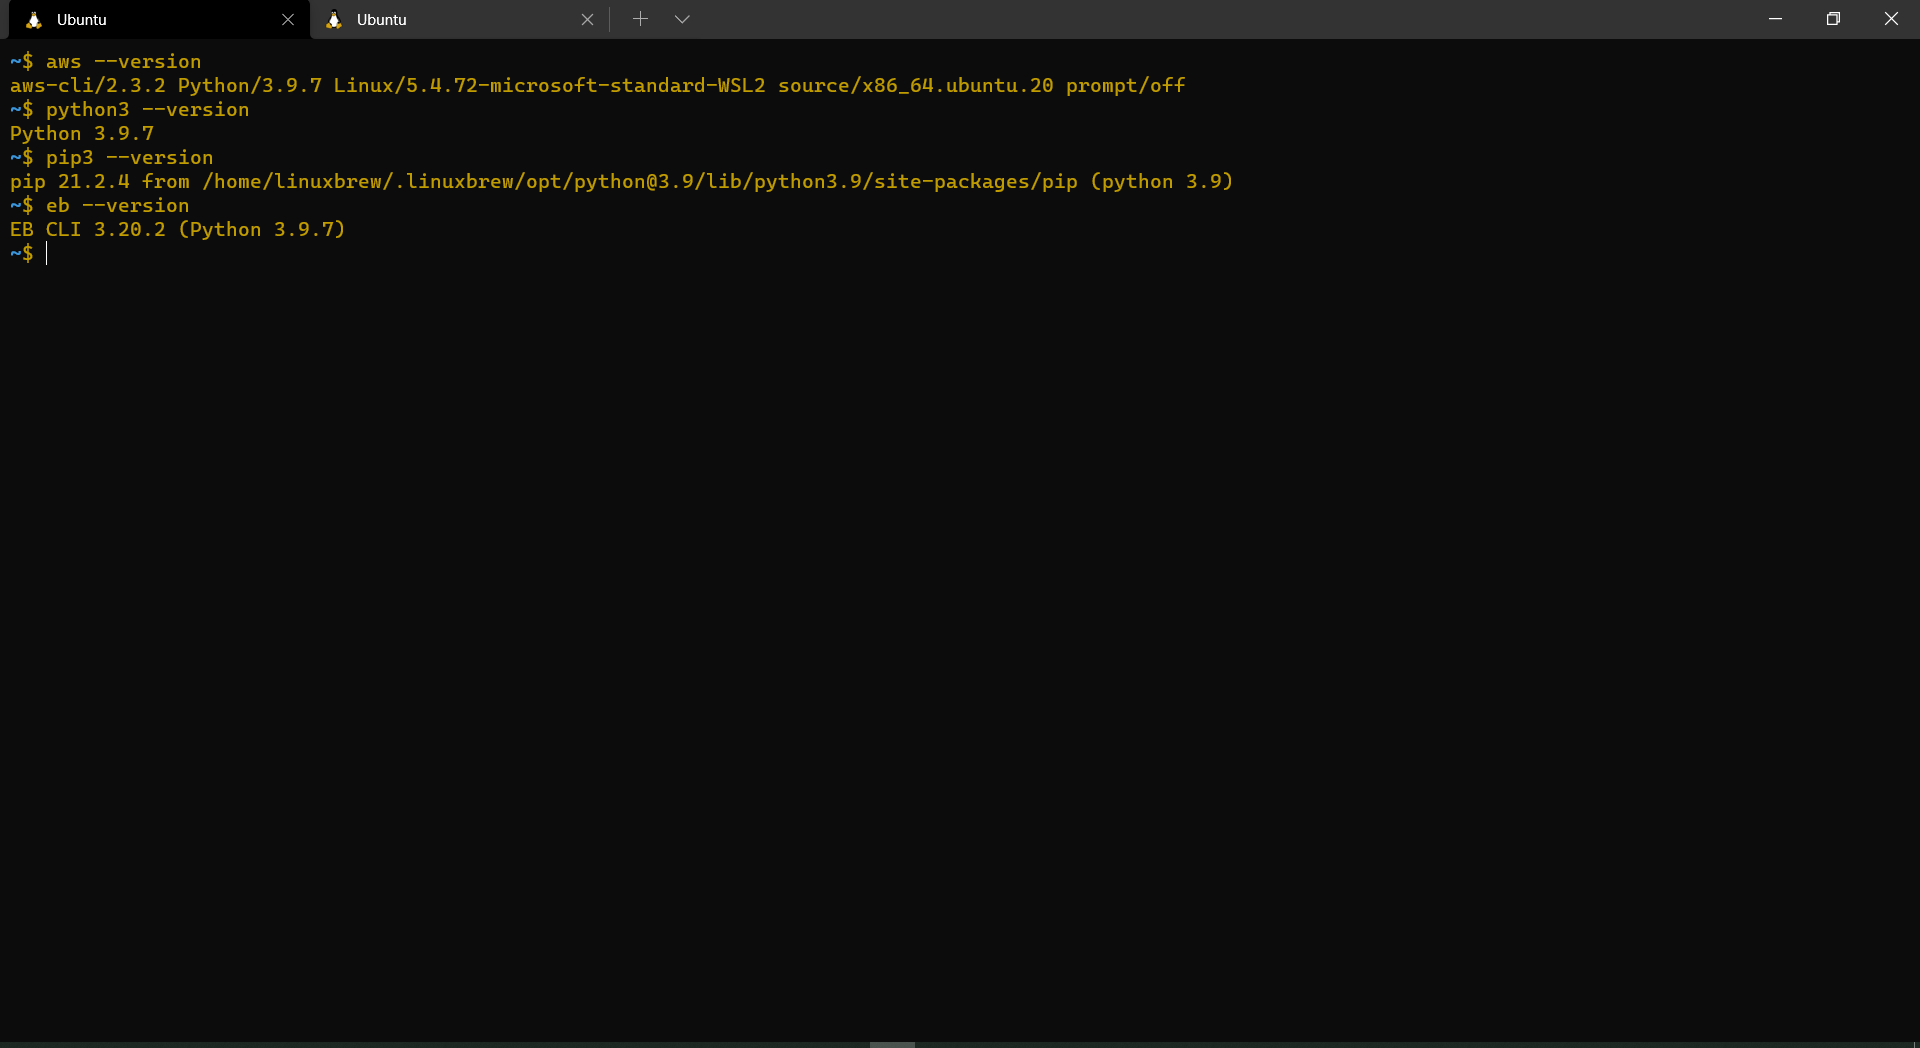 Ubuntu
Ubuntu
~$ aws --version
aws-cli/2.3.2 Python/3.9.7 Linux/5.4.72-microsoft-standard-WSL2 source/x86_64.ubuntu.20 prompt/off
~$ python3 --version
Python 3.9.7
~$ pip3 --version
pip 21.2.4 from /home/linuxbrew/.linuxbrew/opt/python@3.9/lib/python3.9/site-packages/pip (python 3.9)
~$ eb --version
EB CLI 3.20.2 (Python 3.9.7)
~$